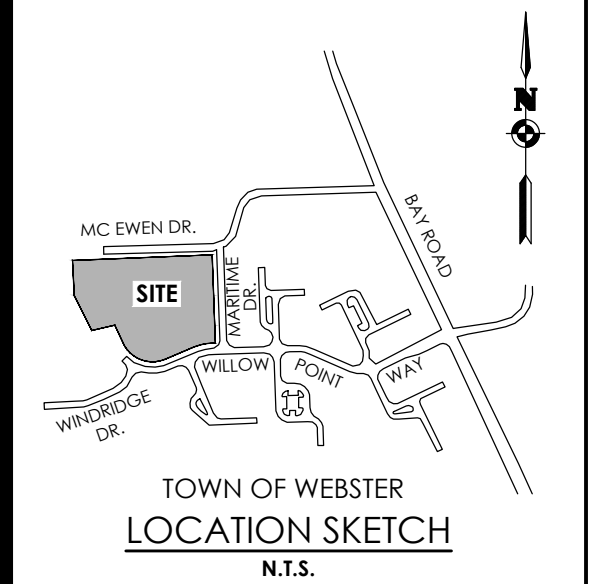 N
BAY ROAD
MC EWEN DR.
MARITIME
DR.
SITE
WILLOW POINT WAY
WINDRIDGE
DR.
TOWN OF WEBSTER
LOCATION SKETCH
N.T.S.